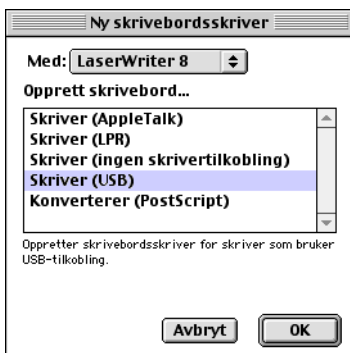 Ny skrivebordsskriver
Med: LaserWriter 8
Opprett skrivebord...
Skriver (AppleTalk)
Skriver (LPR)
Skriver (ingen skrivertilkobling)
Skriver (USB)
Konverterer (PostScript)
Oppretter skrivebordsskriver for skriver som bruker
USB-tilkobling.
Avbryt OK